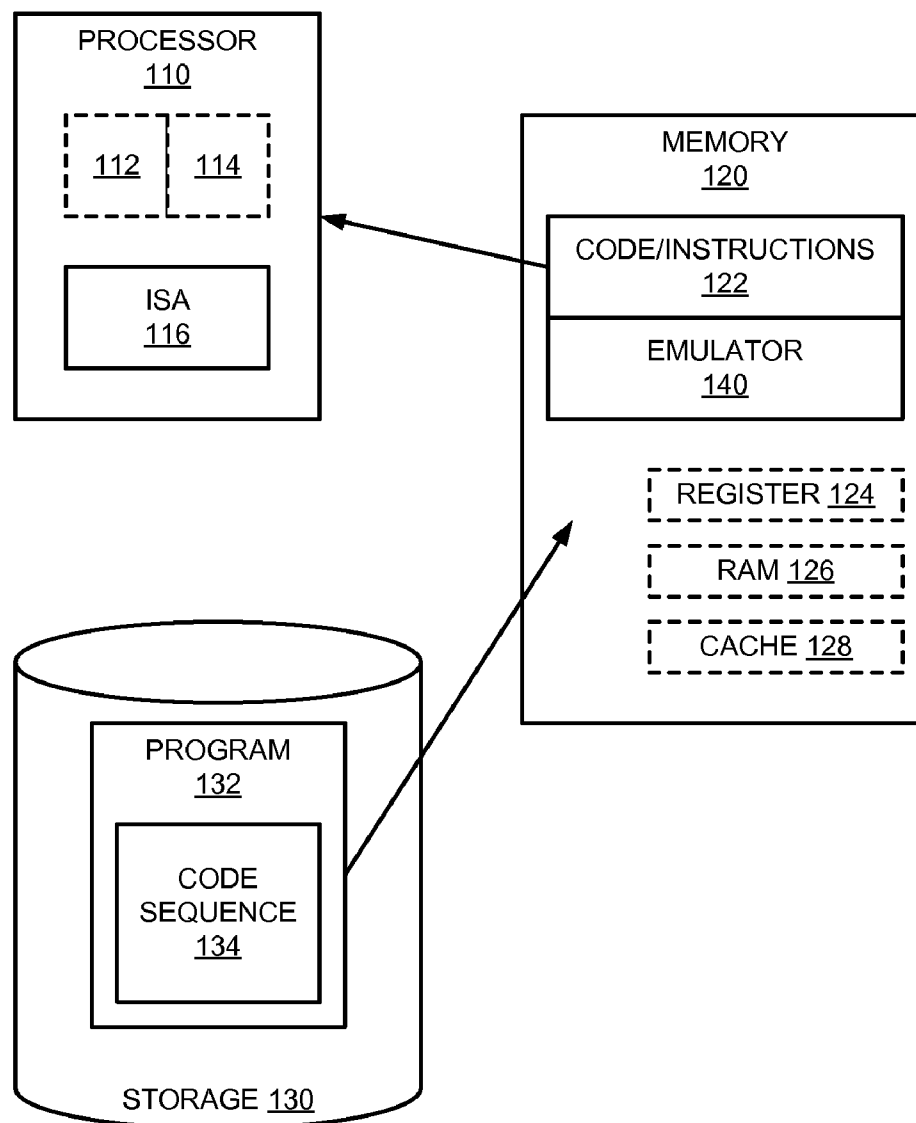 PROCESSOR
110
112 114
ISA
116
MEMORY
120
CODE/INSTRUCTIONS
122
EMULATOR
140
REGISTER 124
RAM 126
CACHE 128
PROGRAM
132
CODE
SEQUENCE
134
STORAGE 130